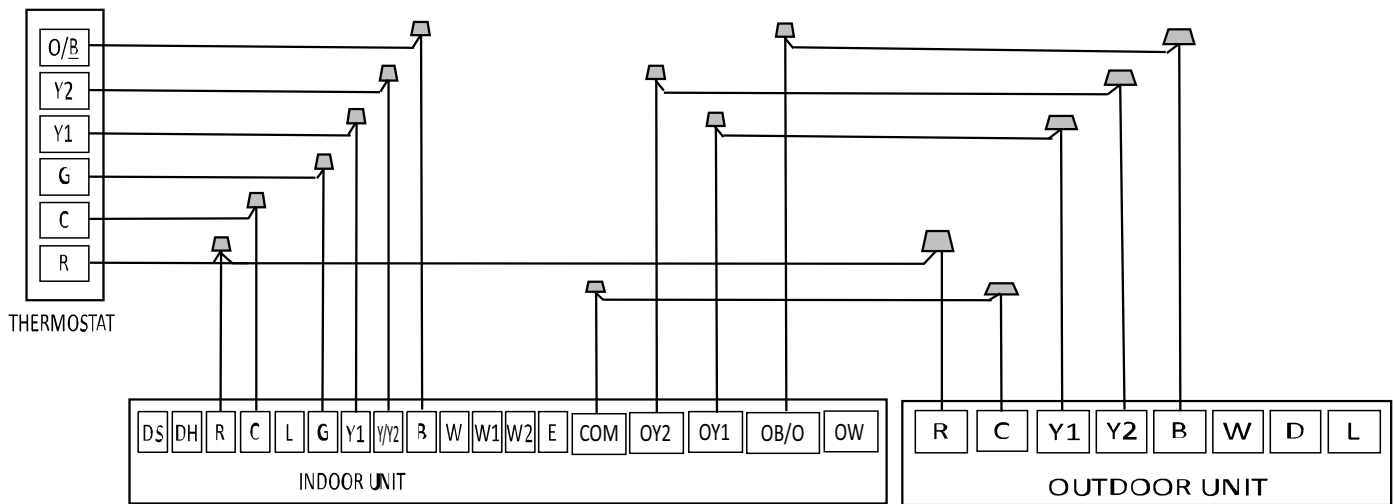 O/B
Y2
Y1
G
C
R
THERMOSTAT
DS DH R C L G Y1 Y/Y2 B W W1 W2 E COM OY2 OY1 OB/O OW
INDOOR UNIT
R C Y1 Y2 B W D L
OUTDOOR UNIT